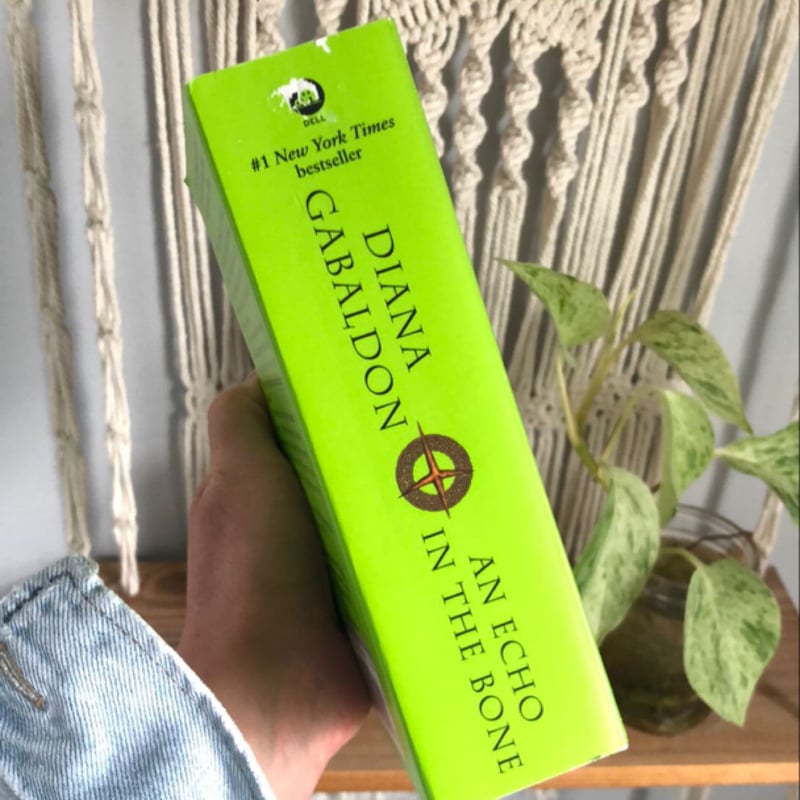 DELL
#1 New York Times
bestseller
DIANA
GABALDON
AN ECHO
IN THE BONE